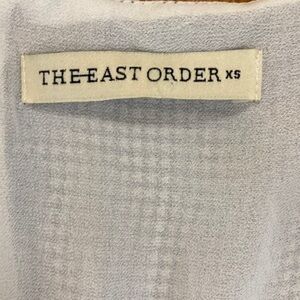 THE EAST ORDER XS